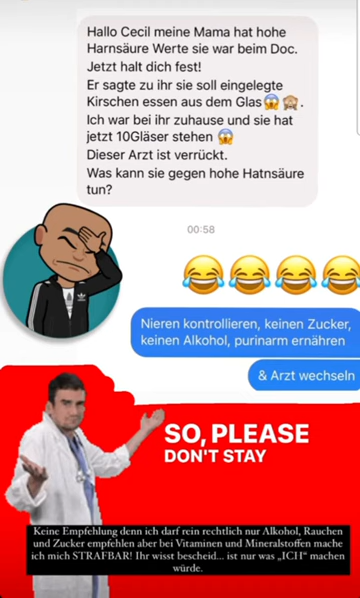 Hallo Cecil meine Mama hat hohe
Harnsäure Werte sie war beim Doc.
Jetzt halt dich fest!
Er sagte zu ihr sie soll eingelegte
Kirschen essen aus dem Glas😱🙈.
Ich war bei ihr zuhause und sie hat
jetzt 10Gläser stehen 😱
Dieser Arzt ist verrückt.
Was kann sie gegen hohe Hatnsäure
tun?
00:58
😂😂😂😂
Nieren kontrollieren, keinen Zucker,
keinen Alkohol, purinarm ernähren
& Arzt wechseln
SO, PLEASE
DON'T STAY
Keine Empfehlung denn ich darf rein rechtlich nur Alkohol, Rauchen
und Zucker empfehlen aber bei Vitaminen und Mineralstoffen mache
ich mich STRAFBAR! Ihr wisst bescheid... ist nur was „ICH“ machen
würde.